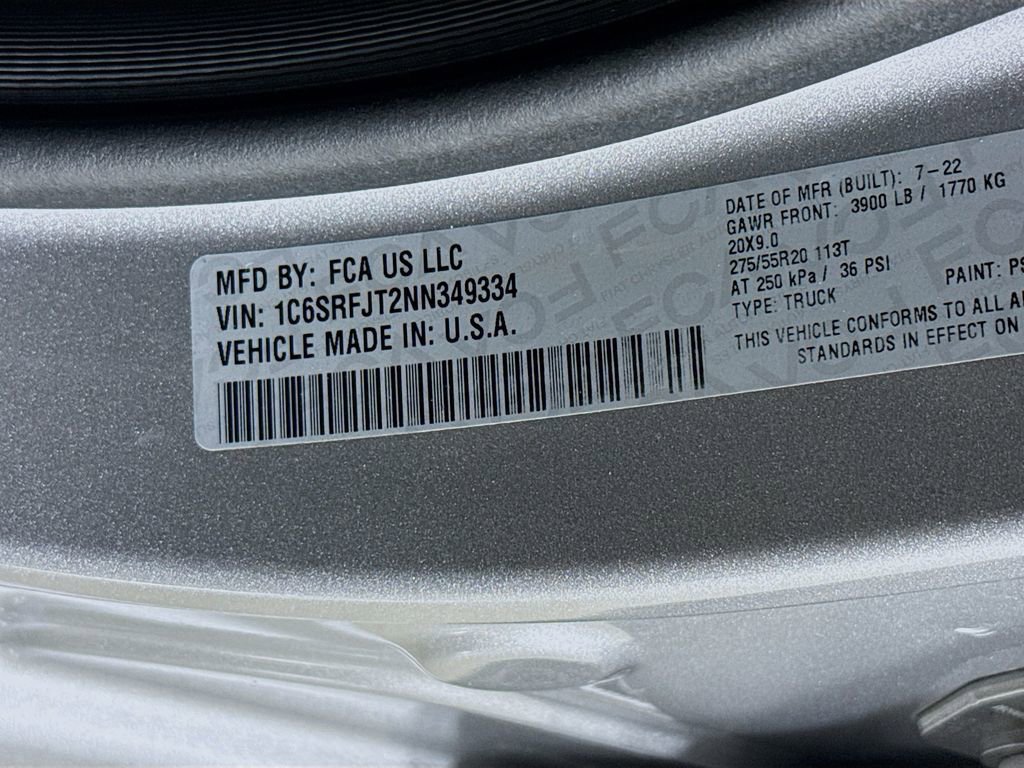 MFD BY: FCA US LLC
VIN: 1C6SRFJT2NN349334
VEHICLE MADE IN: U.S.A.
DATE OF MFR (BUILT): 7-22
GAWR FRONT: 3900 LB / 1770 KG
20X9.0
275/55R20 113T
AT 250 kPa / 36 PSI
TYPE: TRUCK PAINT: PS
THIS VEHICLE CONFORMS TO ALL
STANDARDS IN EFFECT ON